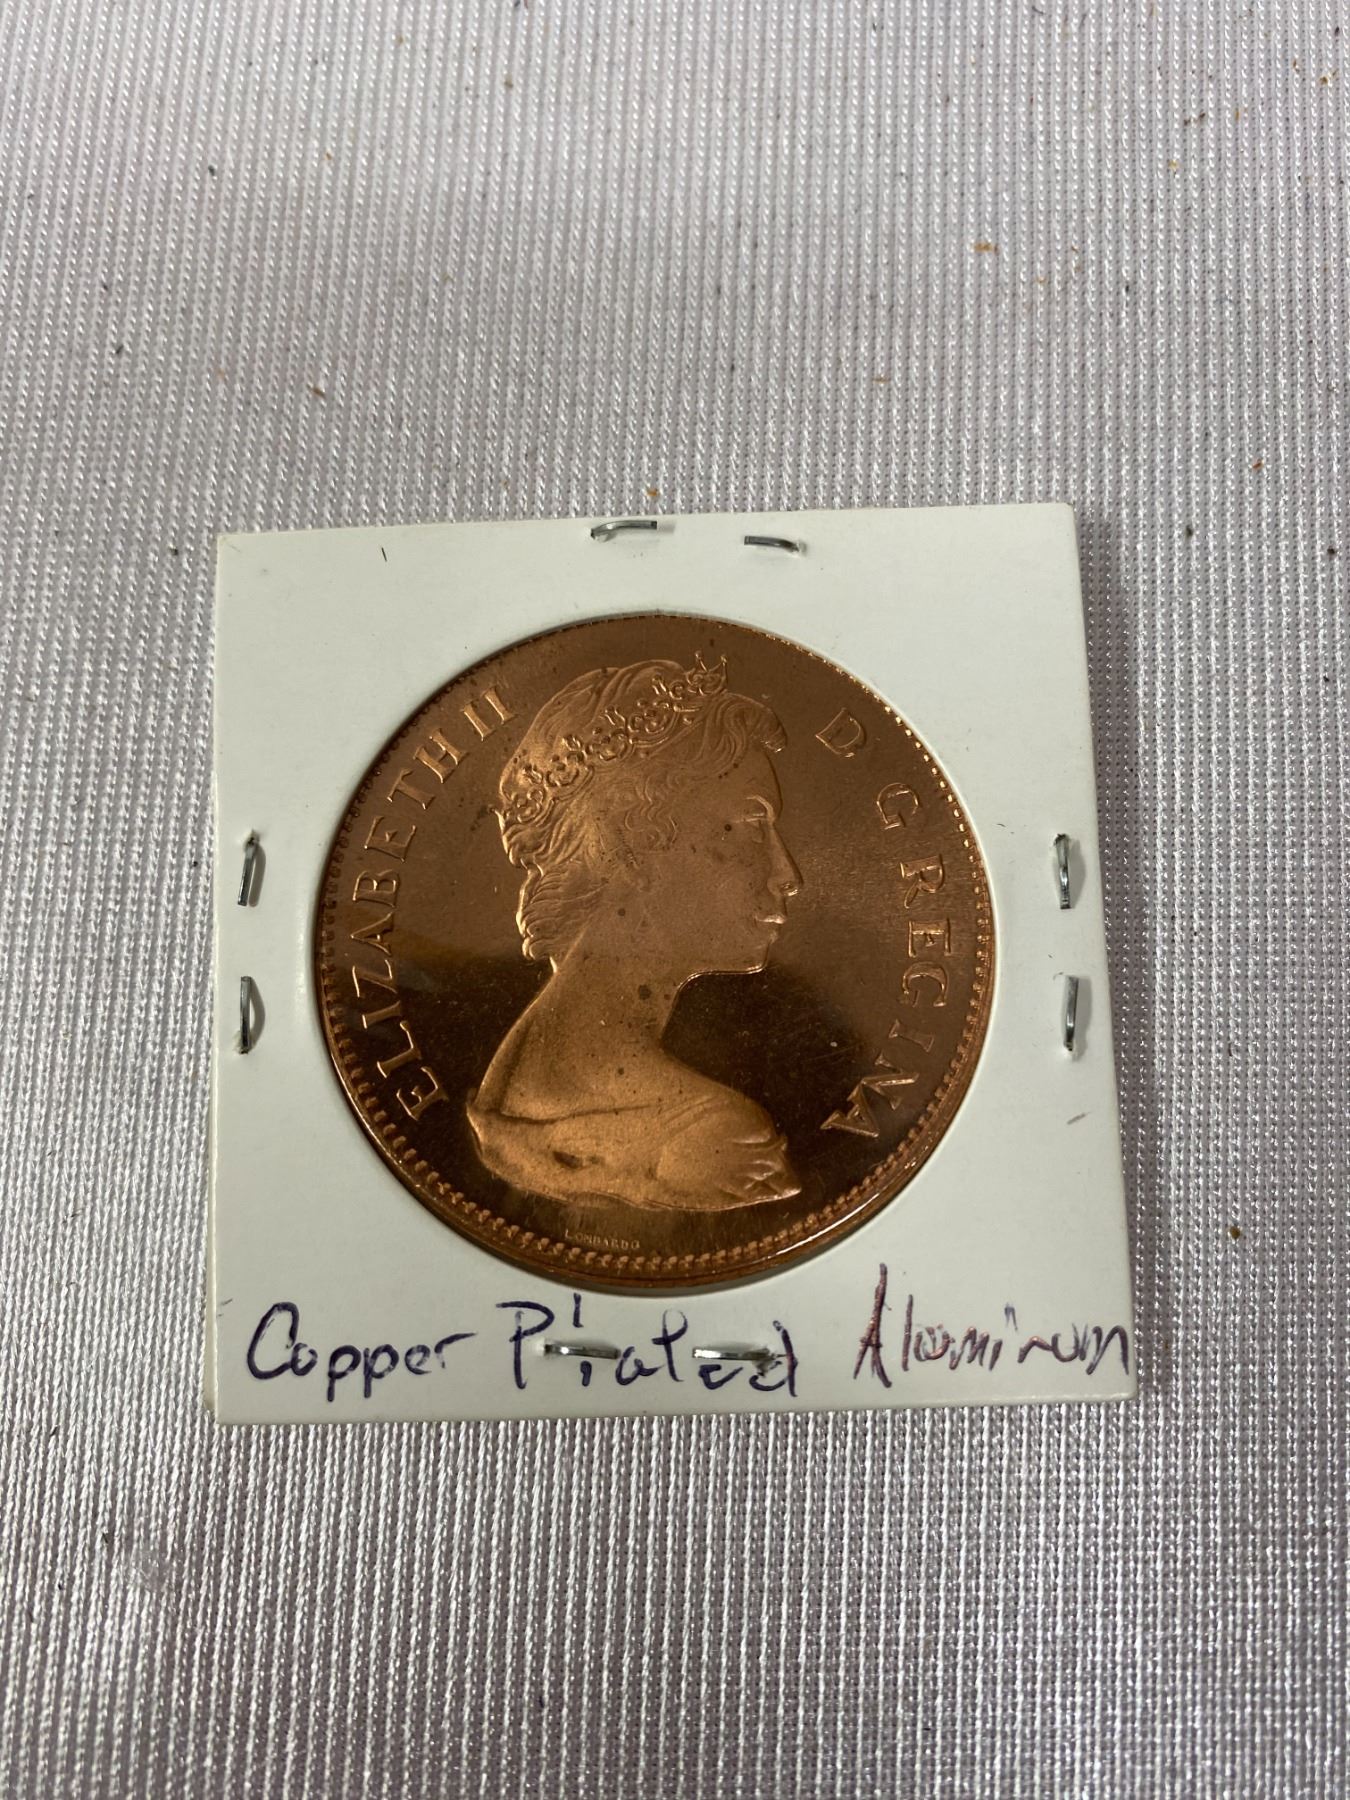 ELIZABETH II D. G. REGINA
LOMBARDO
Copper Plated Aluminum